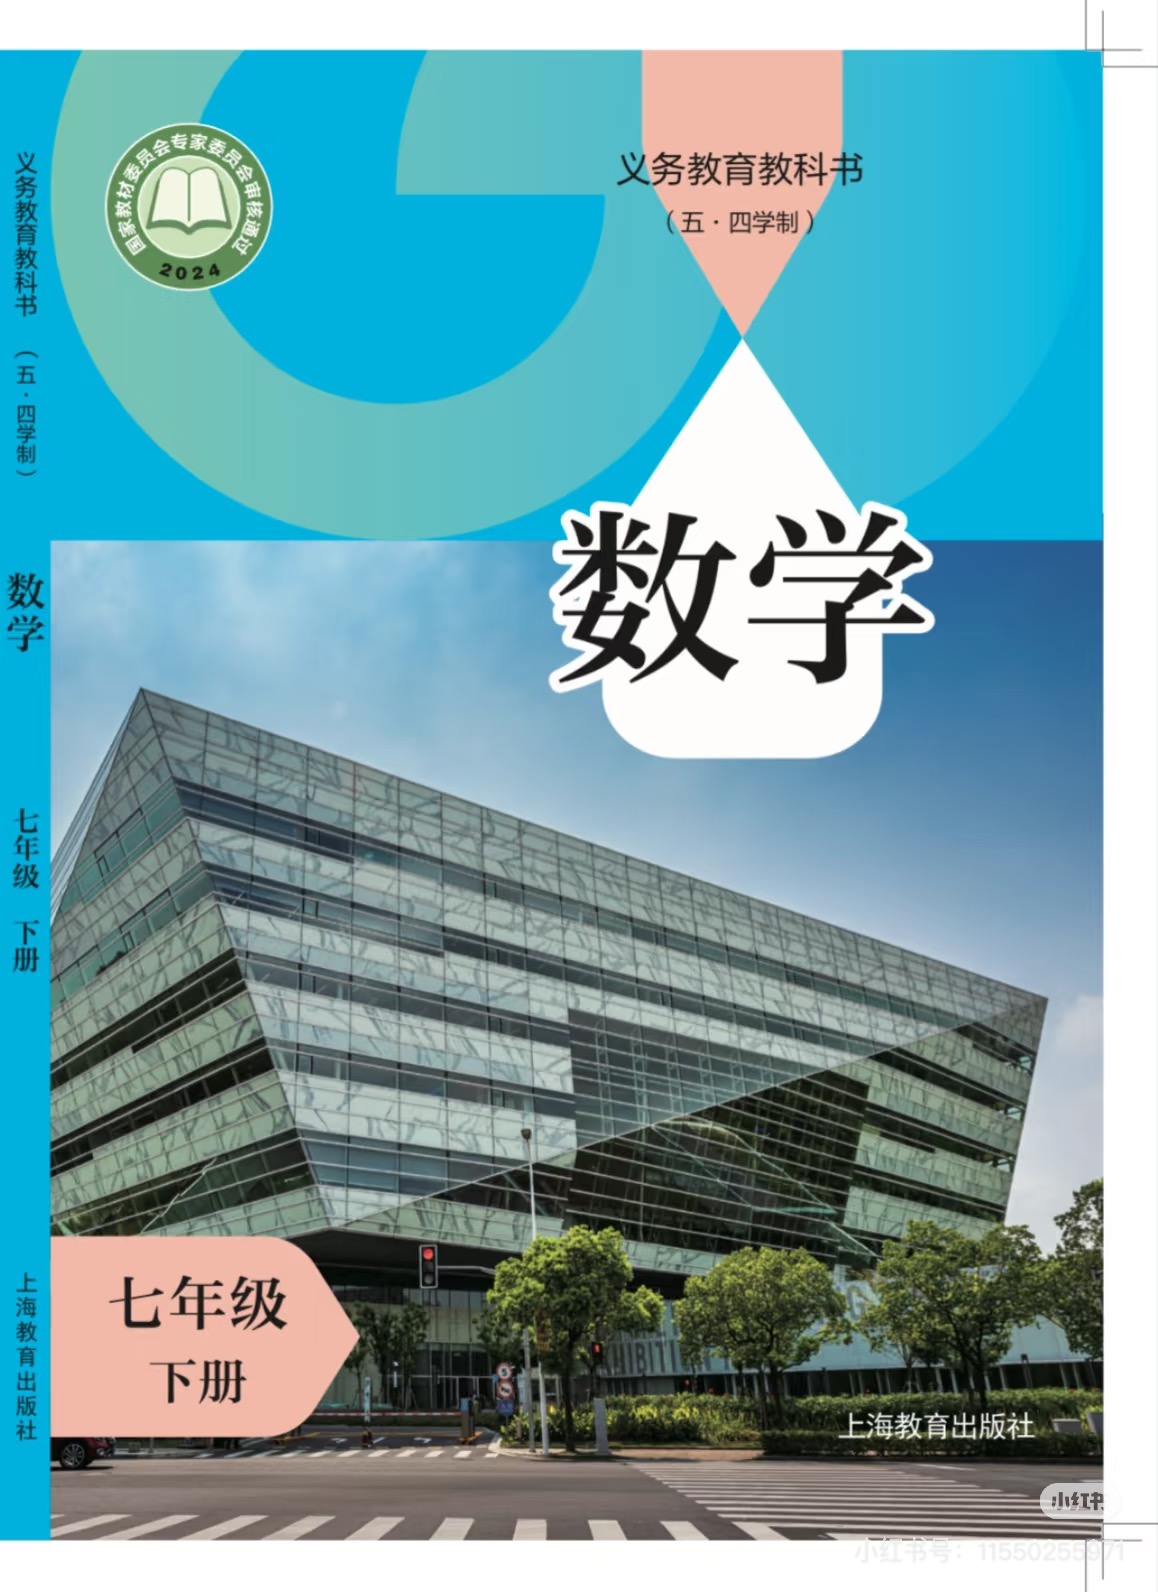 义务教育教科书
（五·四学制）
数学
七年级
下册
上海教育出版社
国家教材委员会专家委员会审核通过
2024
义务教育教科书
（五·四学制）
数学
七年级
下册
上海教育出版社
小红书
小红书号：11550255971